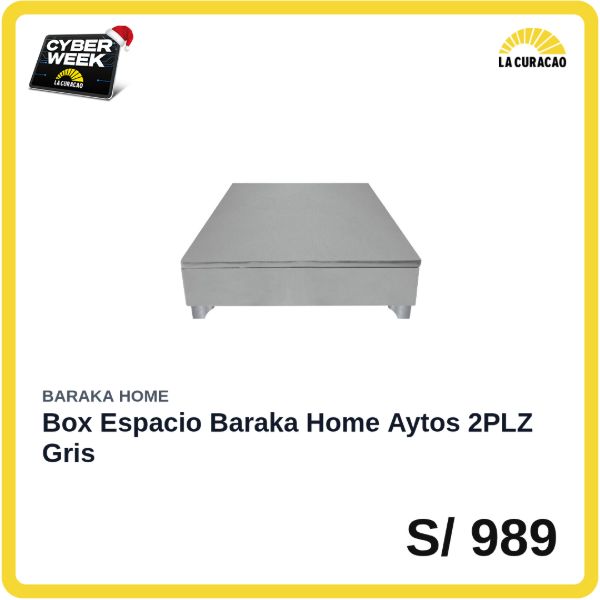 CYBER
WEEK
LA CURACAO
LA CURACAO
BARAKA HOME
Box Espacio Baraka Home Aytos 2PLZ
Gris
S/ 989